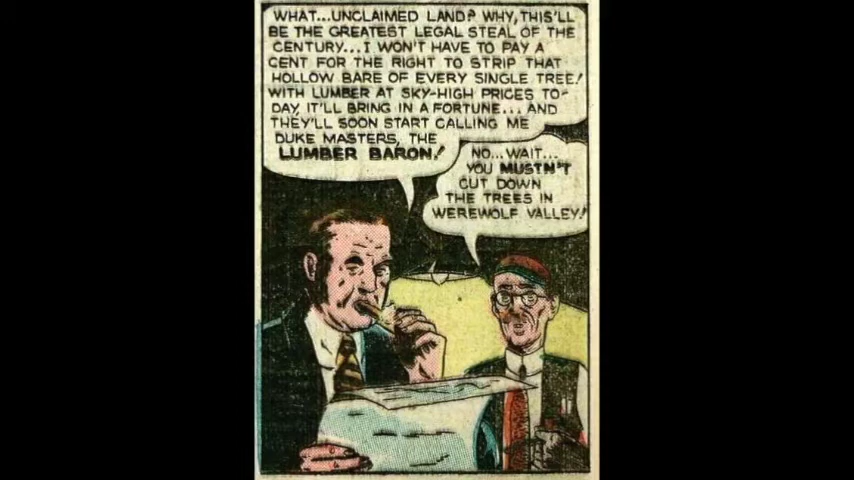 WHAT...UNCLAIMED LAND? WHY, THIS'LL
BE THE GREATEST LEGAL STEAL OF THE
CENTURY...I WON'T HAVE TO PAY A
CENT FOR THE RIGHT TO STRIP THAT
HOLLOW BARE OF EVERY SINGLE TREE!
WITH LUMBER AT SKY-HIGH PRICES TO-
DAY, IT'LL BRING IN A FORTUNE... AND
THEY'LL SOON START CALLING ME
DUKE MASTERS, THE
LUMBER BARON!
NO...WAIT...
YOU MUSTN'T
CUT DOWN
THE TREES IN
WEREWOLF VALLEY!